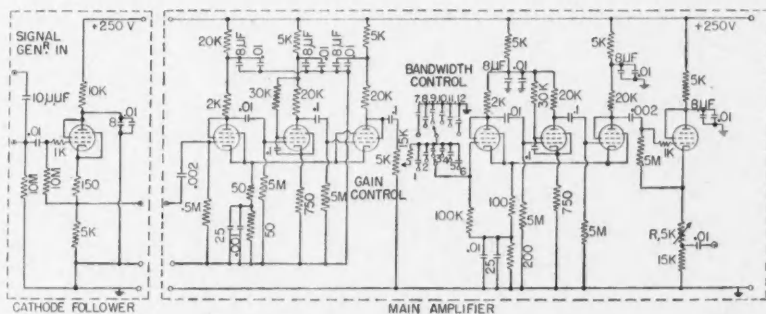 +250 V
SIGNAL
GEN.R IN
10μμF
10K
.01
8
.01
1K
10M
10M
150
5K
CATHODE FOLLOWER
+250V
20K
8μF
.01
5K
8μF
.01
8μF
.01
5K
2K
.01
30K
20K
.1
20K
.1
.1
.002
.5M
50
50
25
.001
.5M
750
.5M
5K
15K
GAIN
CONTROL
BANDWIDTH
CONTROL
7 8 9 10 11 12
1 2 3 4 5 6
5K
8μF
.01
2K
.01
30K
20K
.1
.1
5K
8μF
.01
20K
.002
5K
8μF
.01
1K
.5M
100K
100
.01
25
200
.5M
750
.5M
R, 5K
.01
15K
MAIN AMPLIFIER